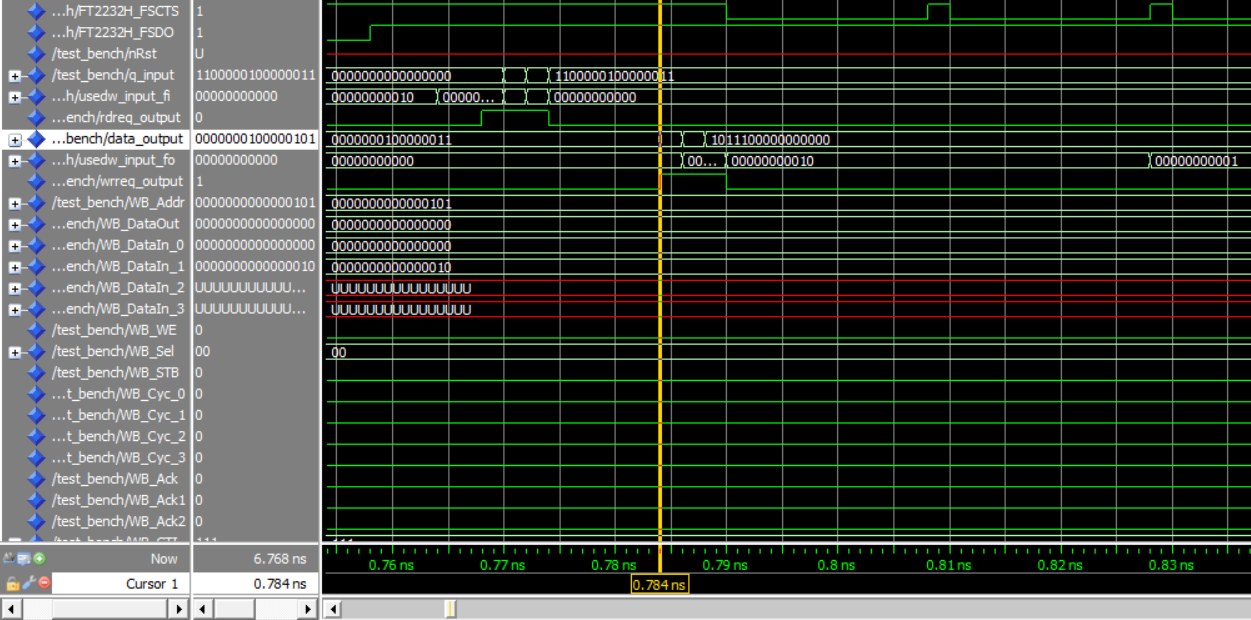 ...h/FT2232H_FSCTS 1
...h/FT2232H_FSDO 1
/test_bench/nRst U
/test_bench/q_input 1100000100000011 0000000000000000 1100000100000011
...h/usedw_input_fi 00000000000 00000000010 00000... 00000000000
...ench/rdreq_output 0
...bench/data_output 0000000100000101 0000000100000011 1011100000000000
...h/usedw_input_fo 00000000000 00000000000 00... 00000000010 00000000001
...ench/wrreq_output 1
/test_bench/WB_Addr 0000000000000101 0000000000000101
...ench/WB_DataOut 0000000000000000 0000000000000000
...ench/WB_DataIn_0 0000000000000000 0000000000000000
...ench/WB_DataIn_1 0000000000000010 0000000000000010
...ench/WB_DataIn_2 UUUUUUUUUUU... UUUUUUUUUUUUUUUU
...ench/WB_DataIn_3 UUUUUUUUUUU... UUUUUUUUUUUUUUUU
/test_bench/WB_WE 0
/test_bench/WB_Sel 00 00
/test_bench/WB_STB 0
...t_bench/WB_Cyc_0 0
...t_bench/WB_Cyc_1 0
...t_bench/WB_Cyc_2 0
...t_bench/WB_Cyc_3 0
/test_bench/WB_Ack 0
/test_bench/WB_Ack1 0
/test_bench/WB_Ack2 0
Now 6.768 ns 0.76 ns 0.77 ns 0.78 ns 0.79 ns 0.8 ns 0.81 ns 0.82 ns 0.83 ns
Cursor 1 0.784 ns 0.784 ns